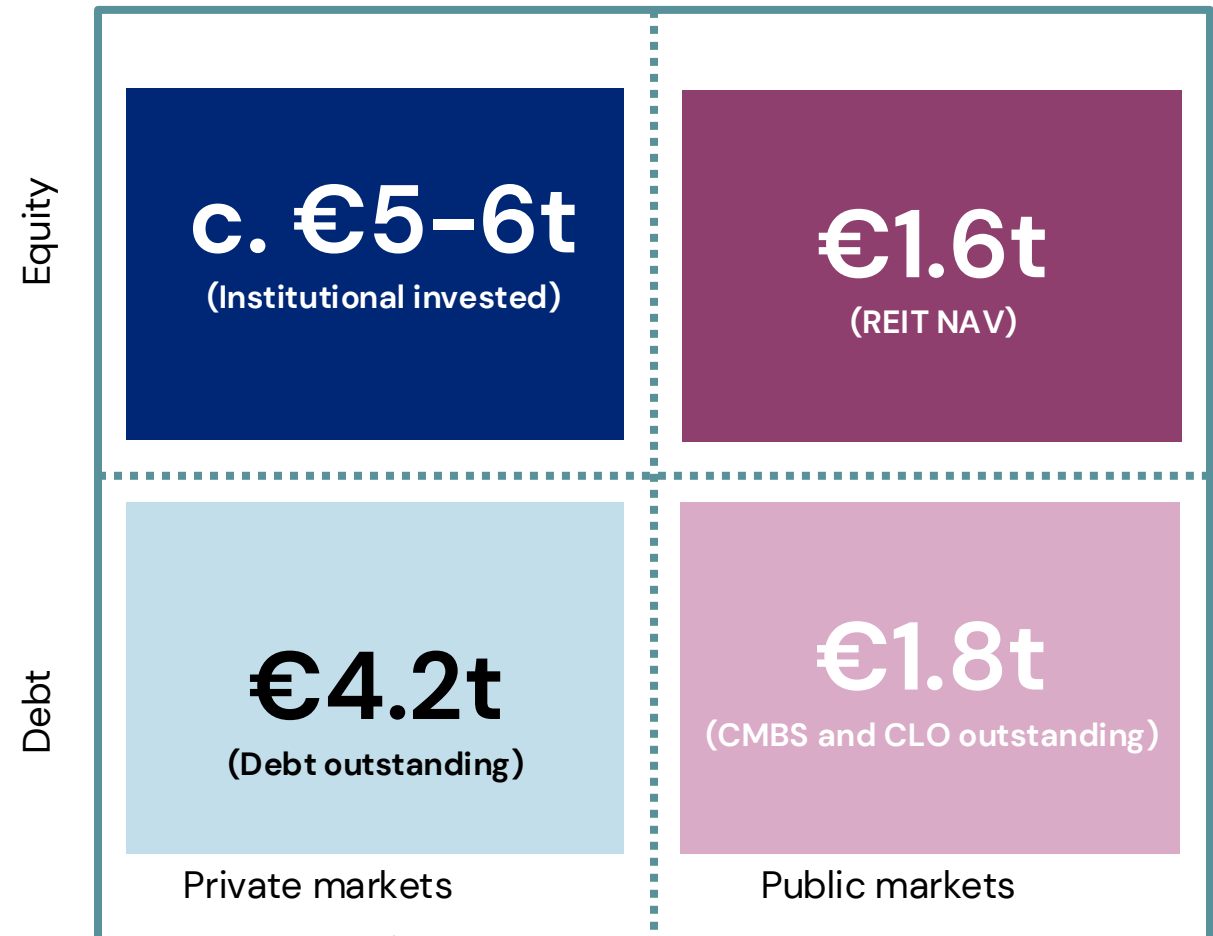 Equity
c. €5–6t
(Institutional invested)
€1.6t
(REIT NAV)
Debt
€4.2t
(Debt outstanding)
€1.8t
(CMBS and CLO outstanding)
Private markets
Public markets